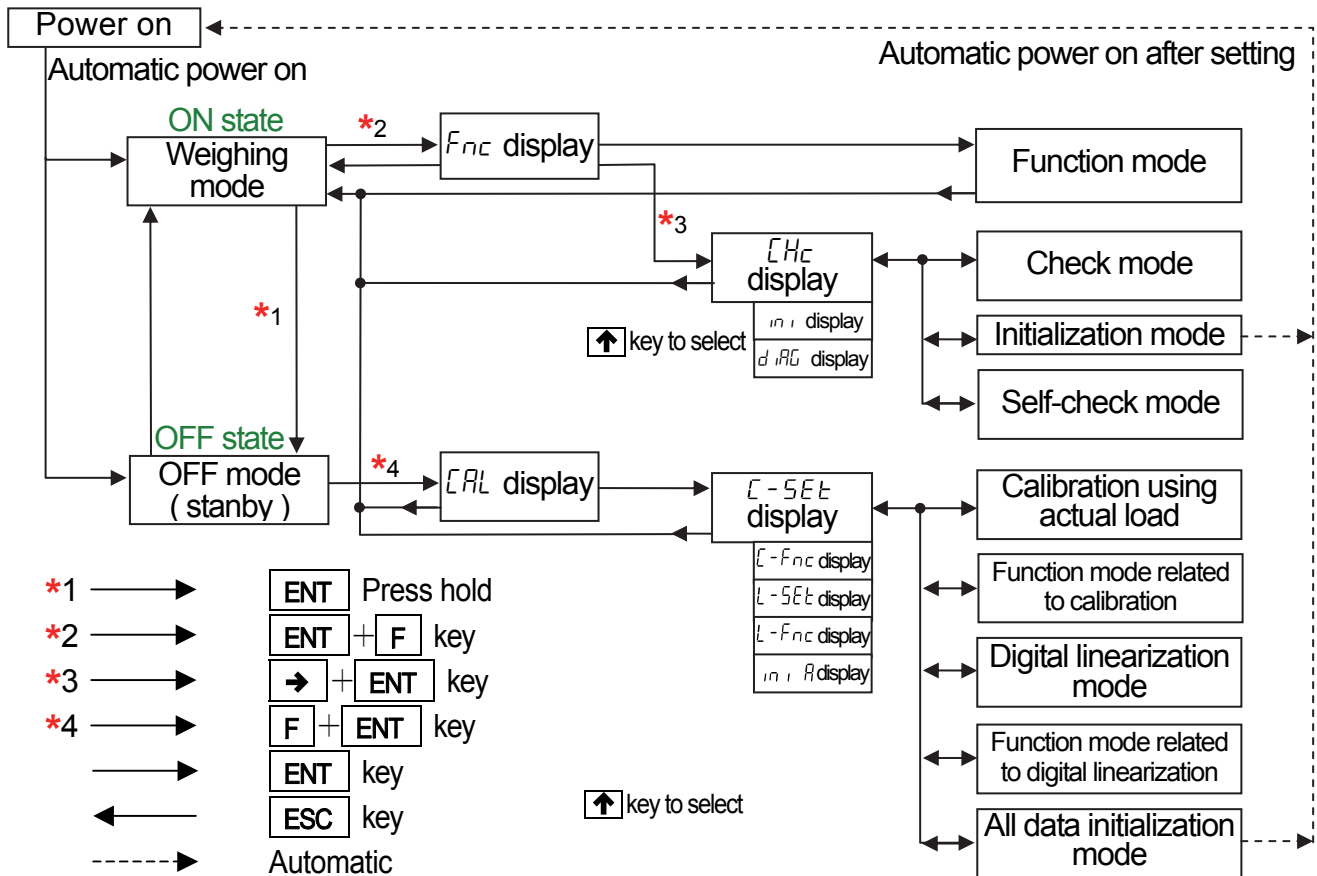 Power on
Automatic power on
Automatic power on after setting
ON state
Weighing
mode
*2
Fnc display
Function mode
*3
CHc
display
ini display
diAG display
↑ key to select
Check mode
Initialization mode
Self-check mode
*1
OFF state
OFF mode
( stanby )
*4
CAL display
C-SEt
display
C-Fnc display
L-SEt display
L-Fnc display
ini A display
Calibration using
actual load
Function mode related
to calibration
Digital linearization
mode
Function mode related
to digital linearization
All data initialization
mode
*1 ENT Press hold
*2 ENT + F key
*3 → + ENT key
*4 F + ENT key
ENT key
ESC key
Automatic
↑ key to select